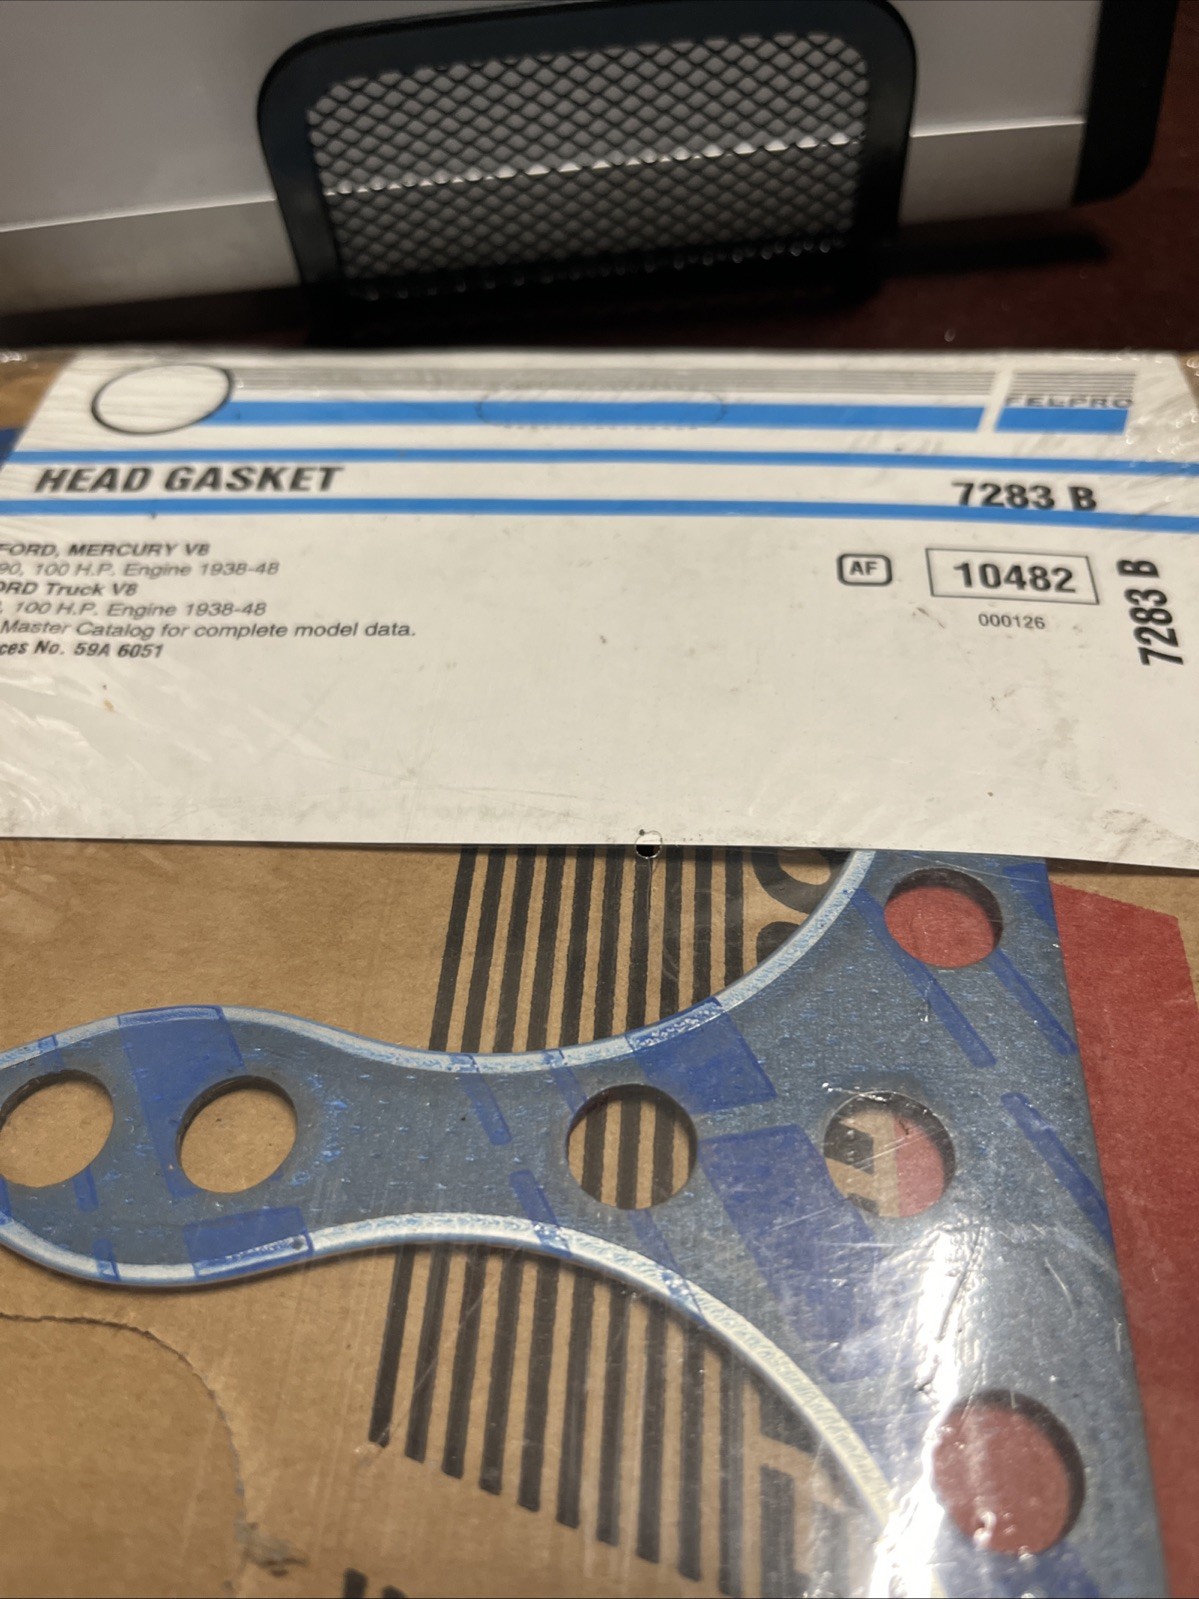 FELPRO
HEAD GASKET
7283 B
FORD, MERCURY V8
90, 100 H.P. Engine 1938-48
ORD Truck V8
, 100 H.P. Engine 1938-48
Master Catalog for complete model data.
ces No. 59A 6051
AF
10482
000126
7283 B